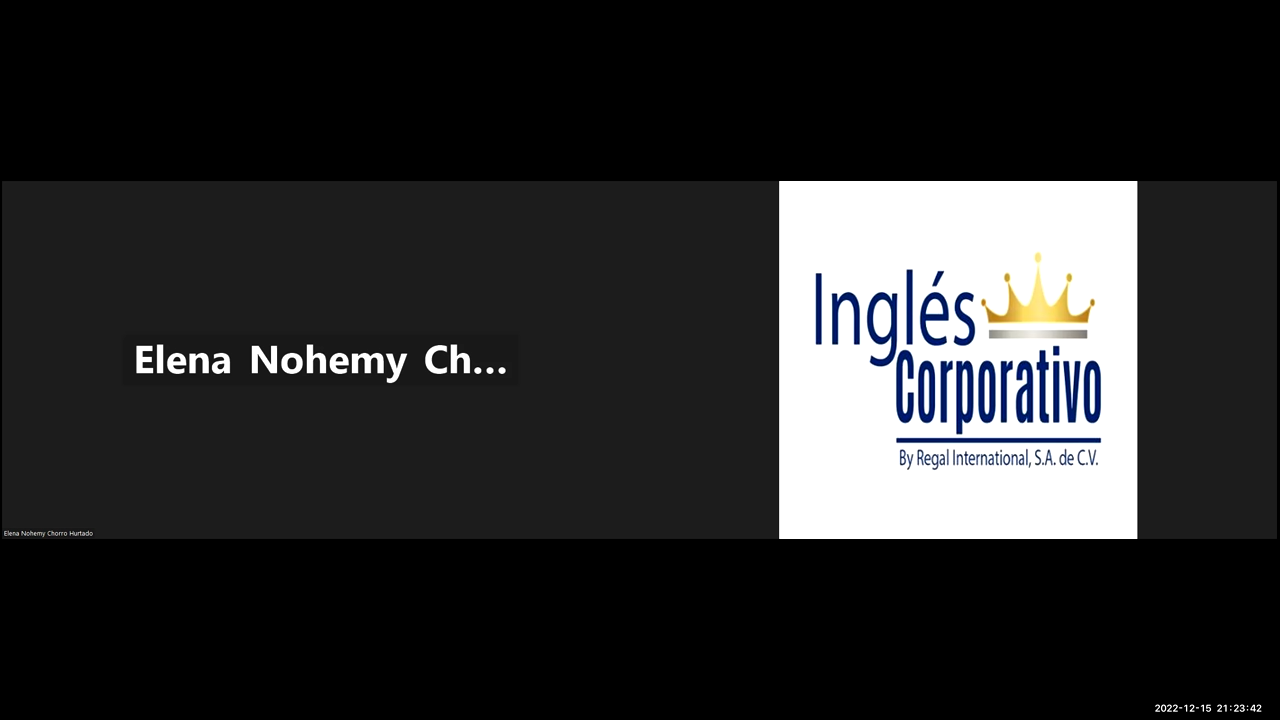 Elena Nohemy Ch...
Elena Nohemy Chorro Hurtado
Inglés
Corporativo
By Regal International, S.A. de C.V.
2022-12-15 21:23:42